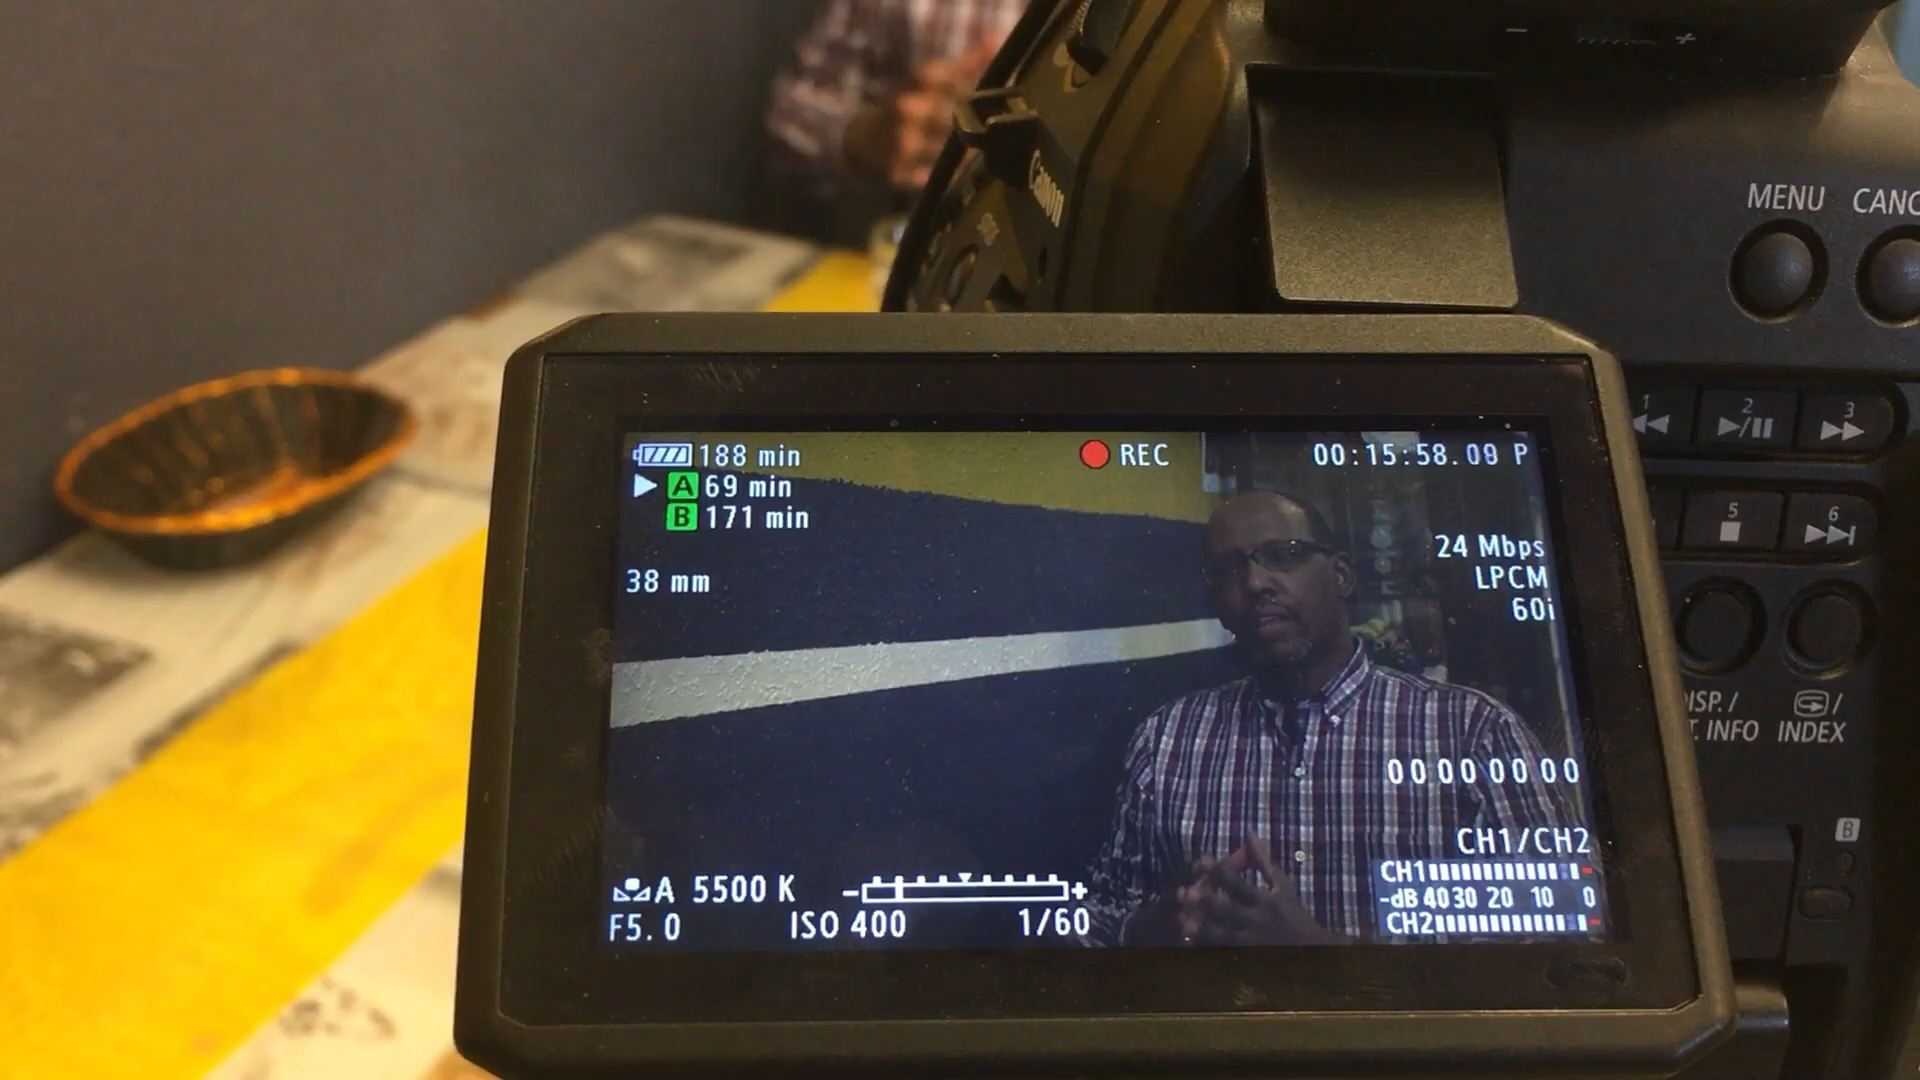 − +
Canon
MENU CANC
188 min REC 00:15:58.09 P
A 69 min
B 171 min
38 mm
24 Mbps
LPCM
60i
00 00 00 00
CH1/CH2
CH1
-dB 40 30 20 10 0
CH2
A 5500 K − +
F5.0 ISO 400 1/60
1 2 3
5 6
ISP./ /
T. INFO INDEX
B